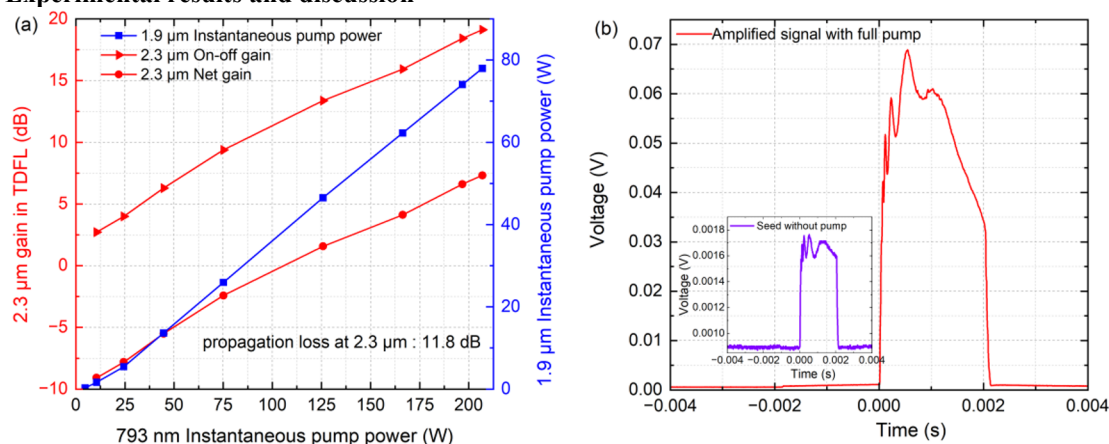 Experimental results and discussion
(a)
1.9 μm Instantaneous pump power
2.3 μm On-off gain
2.3 μm Net gain
propagation loss at 2.3 μm : 11.8 dB
2.3 μm gain in TDFL (dB)
20
15
10
5
0
−5
−10
0 25 50 75 100 125 150 175 200
793 nm Instantaneous pump power (W)
80
60
40
20
0
1.9 μm Instantaneous pump power (W)
(b)
Amplified signal with full pump
Voltage (V)
0.07
0.06
0.05
0.04
0.03
0.02
0.01
0.00
−0.004 −0.002 0.000 0.002 0.004
Time (s)
Seed without pump
Voltage (V)
0.0018
0.0016
0.0014
0.0012
0.0010
−0.004 −0.002 0.000 0.002 0.004
Time (s)